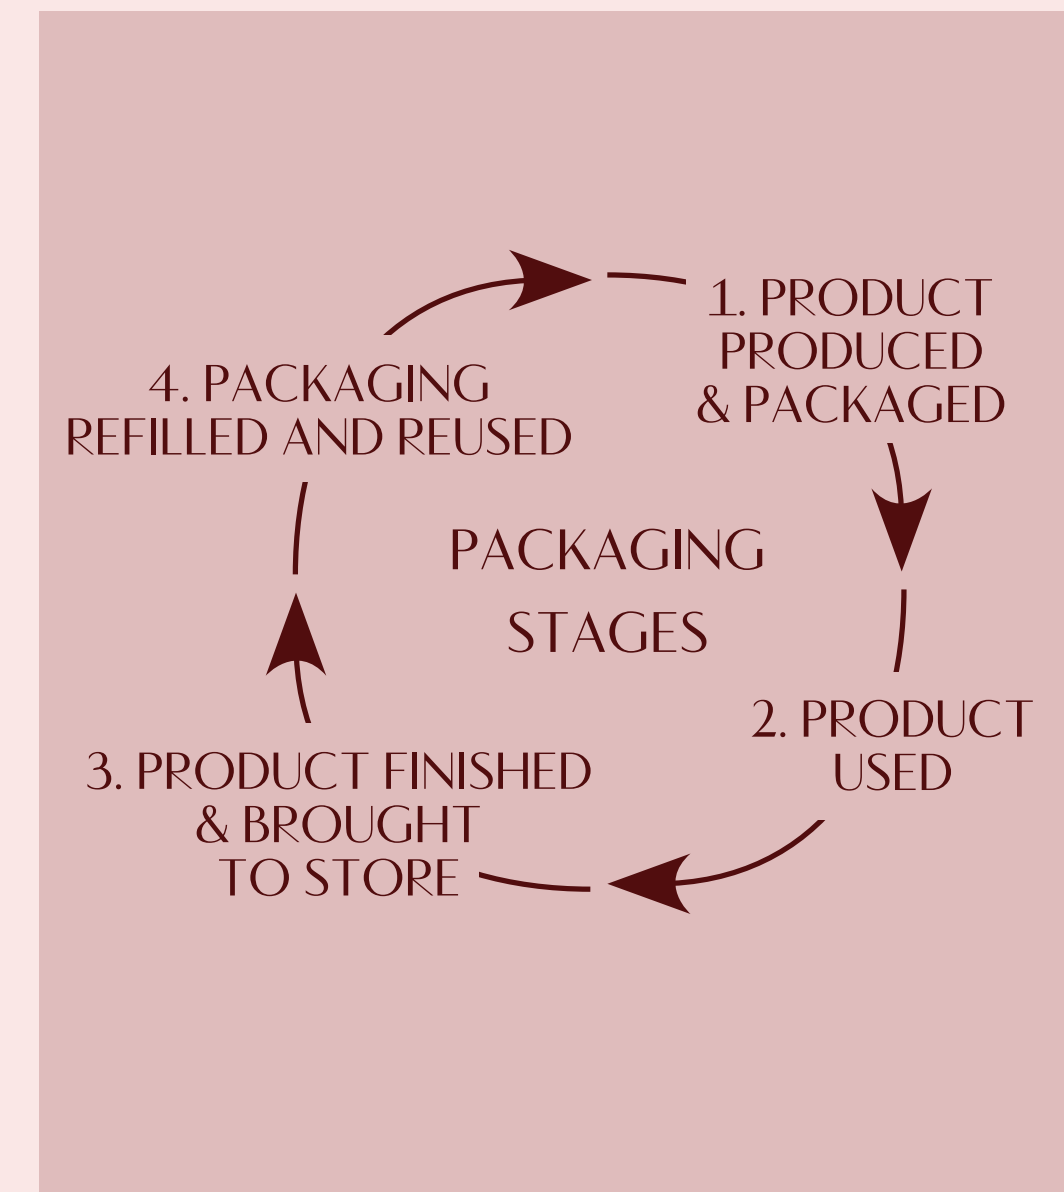 1. PRODUCT
PRODUCED
& PACKAGED
4. PACKAGING
REFILLED AND REUSED
PACKAGING
STAGES
2. PRODUCT
USED
3. PRODUCT FINISHED
& BROUGHT
TO STORE